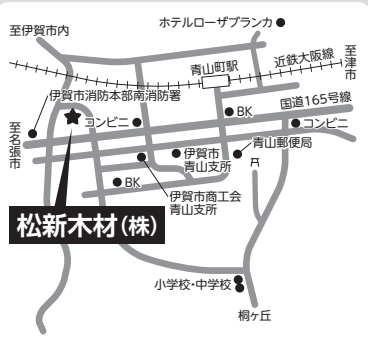 ホテルローザブランカ
至伊賀市内
青山町駅
近鉄大阪線
至津市
伊賀市消防本部南消防署
コンビニ
BK
国道165号線
コンビニ
至名張市
伊賀市
青山支所
青山郵便局
BK
伊賀市商工会
青山支所
松新木材(株)
小学校・中学校
桐ヶ丘